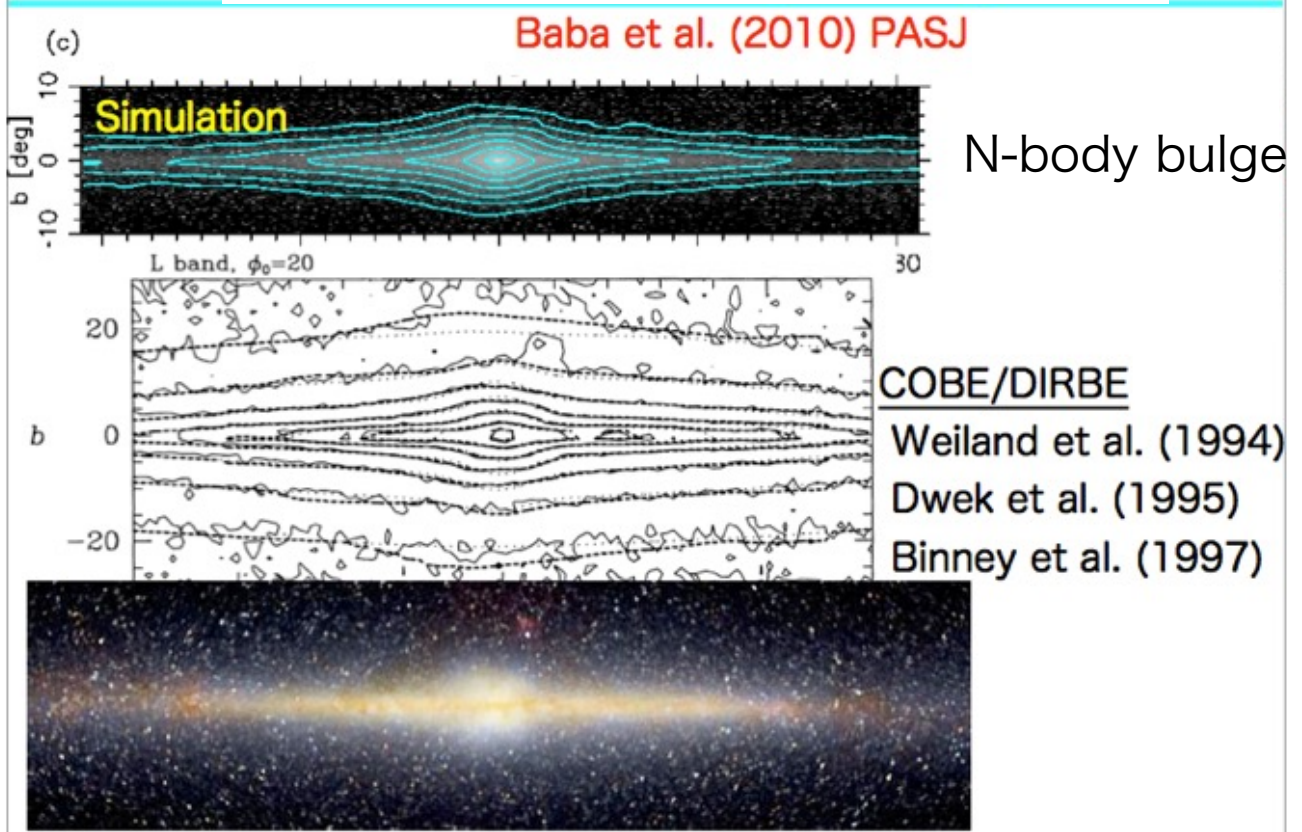 Baba et al. (2010) PASJ
(c)
10
0
-10
b [deg]
Simulation
N-body bulge
L band, ϕ₀=20
30
20
b
0
−20
COBE/DIRBE
Weiland et al. (1994)
Dwek et al. (1995)
Binney et al. (1997)